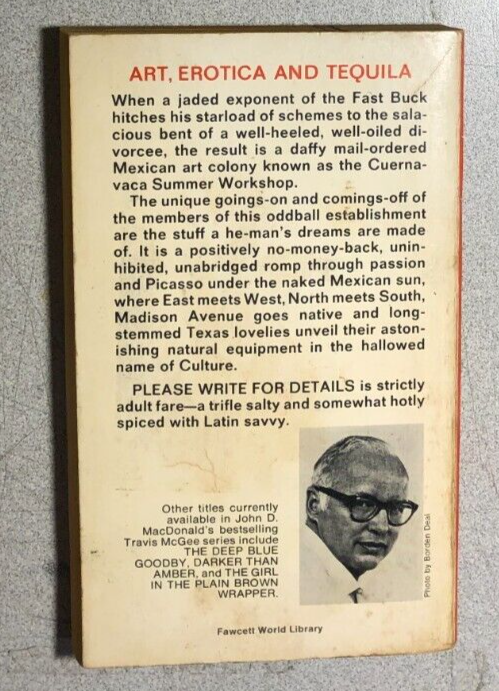 ART, EROTICA AND TEQUILA
When a jaded exponent of the Fast Buck
hitches his starload of schemes to the sala-
cious bent of a well-heeled, well-oiled di-
vorcee, the result is a daffy mail-ordered
Mexican art colony known as the Cuerna-
vaca Summer Workshop.
The unique goings-on and comings-off of
the members of this oddball establishment
are the stuff a he-man's dreams are made
of. It is a positively no-money-back, unin-
hibited, unabridged romp through passion
and Picasso under the naked Mexican sun,
where East meets West, North meets South,
Madison Avenue goes native and long-
stemmed Texas lovelies unveil their aston-
ishing natural equipment in the hallowed
name of Culture.
PLEASE WRITE FOR DETAILS is strictly
adult fare—a trifle salty and somewhat hotly
spiced with Latin savvy.
Other titles currently
available in John D.
MacDonald's bestselling
Travis McGee series include
THE DEEP BLUE
GOODBY, DARKER THAN
AMBER, and THE GIRL
IN THE PLAIN BROWN
WRAPPER.
Photo by Borden Deal
Fawcett World Library